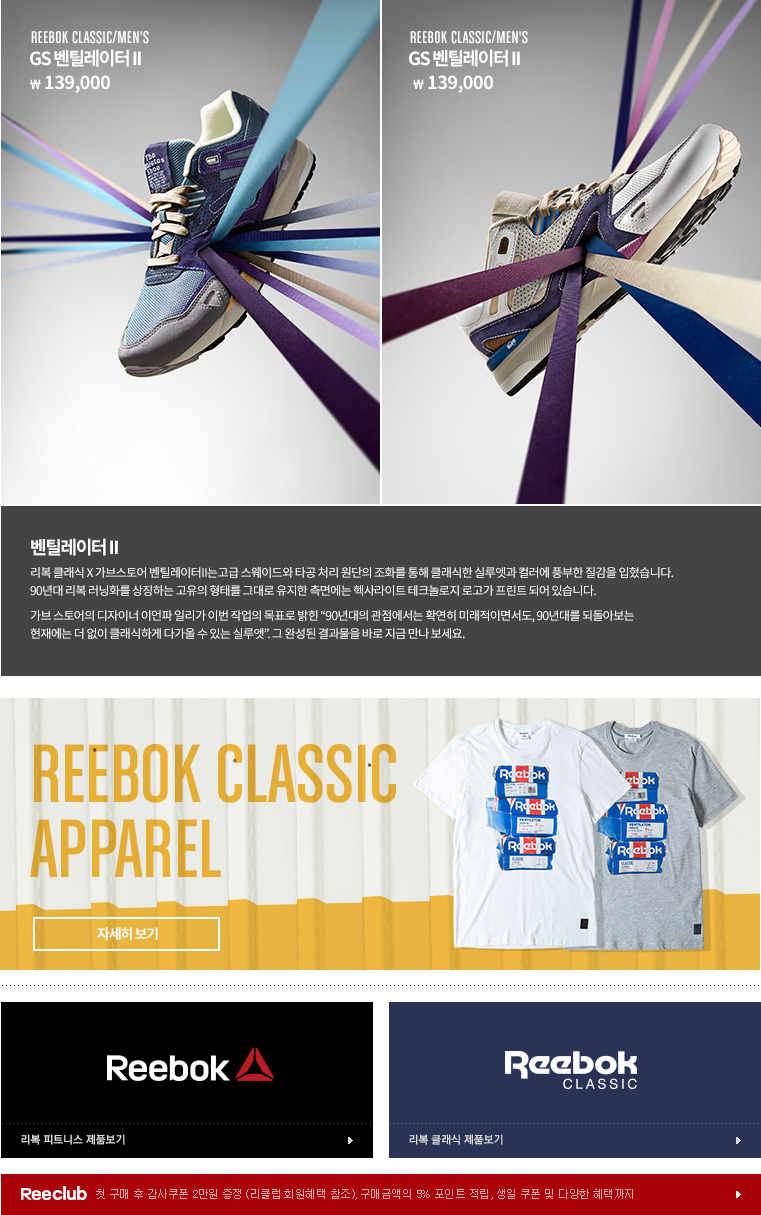 REEBOK CLASSIC/MEN'S
GS 벤틸레이터 II
₩ 139,000
REEBOK CLASSIC/MEN'S
GS 벤틸레이터 II
₩ 139,000
The
Shoe
벤틸레이터 II
리복 클래식 X 가브스토어 벤틸레이터II는고급 스웨이드와 타공 처리 원단의 조화를 통해 클래식한 실루엣과 컬러에 풍부한 질감을 입혔습니다.
90년대 리복 러닝화를 상징하는 고유의 형태를 그대로 유지한 측면에는 헥사라이트 테크놀로지 로고가 프린트 되어 있습니다.
가브 스토어의 디자이너 이언파 일리가 이번 작업의 목표로 밝힌 “90년대의 관점에서는 확연히 미래적이면서도, 90년대를 되돌아보는
현재에는 더 없이 클래식하게 다가올 수 있는 실루엣”. 그 완성된 결과물을 바로 지금 만나 보세요.
REEBOK CLASSIC
APPAREL
자세히 보기
Reebok
Reebok
VENTILATOR
Reebok
CLASSIC
Reebok
Reebok
VENTILATOR
Reebok
CLASSIC
Reebok
Reebok
CLASSIC
리복 피트니스 제품보기
리복 클래식 제품보기
Reeclub 첫 구매 후 감사쿠폰 2만원 증정 (리클럽 회원혜택 참조), 구매금액의 5% 포인트 적립, 생일 쿠폰 및 다양한 혜택까지